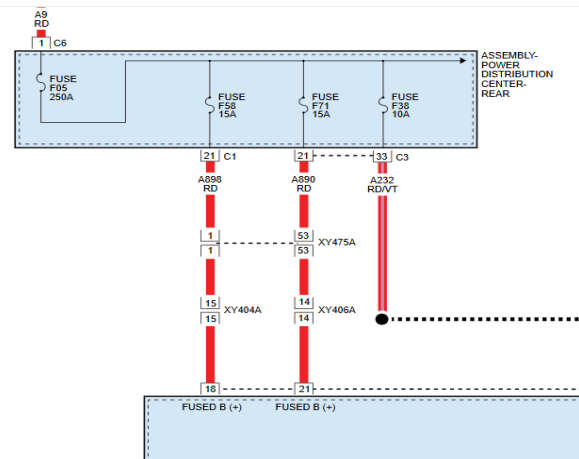 A9
RD
1 C6
FUSE
F05
250A
FUSE
F58
15A
FUSE
F71
15A
FUSE
F38
10A
ASSEMBLY-
POWER
DISTRIBUTION
CENTER-
REAR
21 C1 21 33 C3
A898
RD
A890
RD
A232
RD/VT
1 53 XY475A
1 53
15 XY404A 14 XY406A
15 14
18 21
FUSED B (+) FUSED B (+)